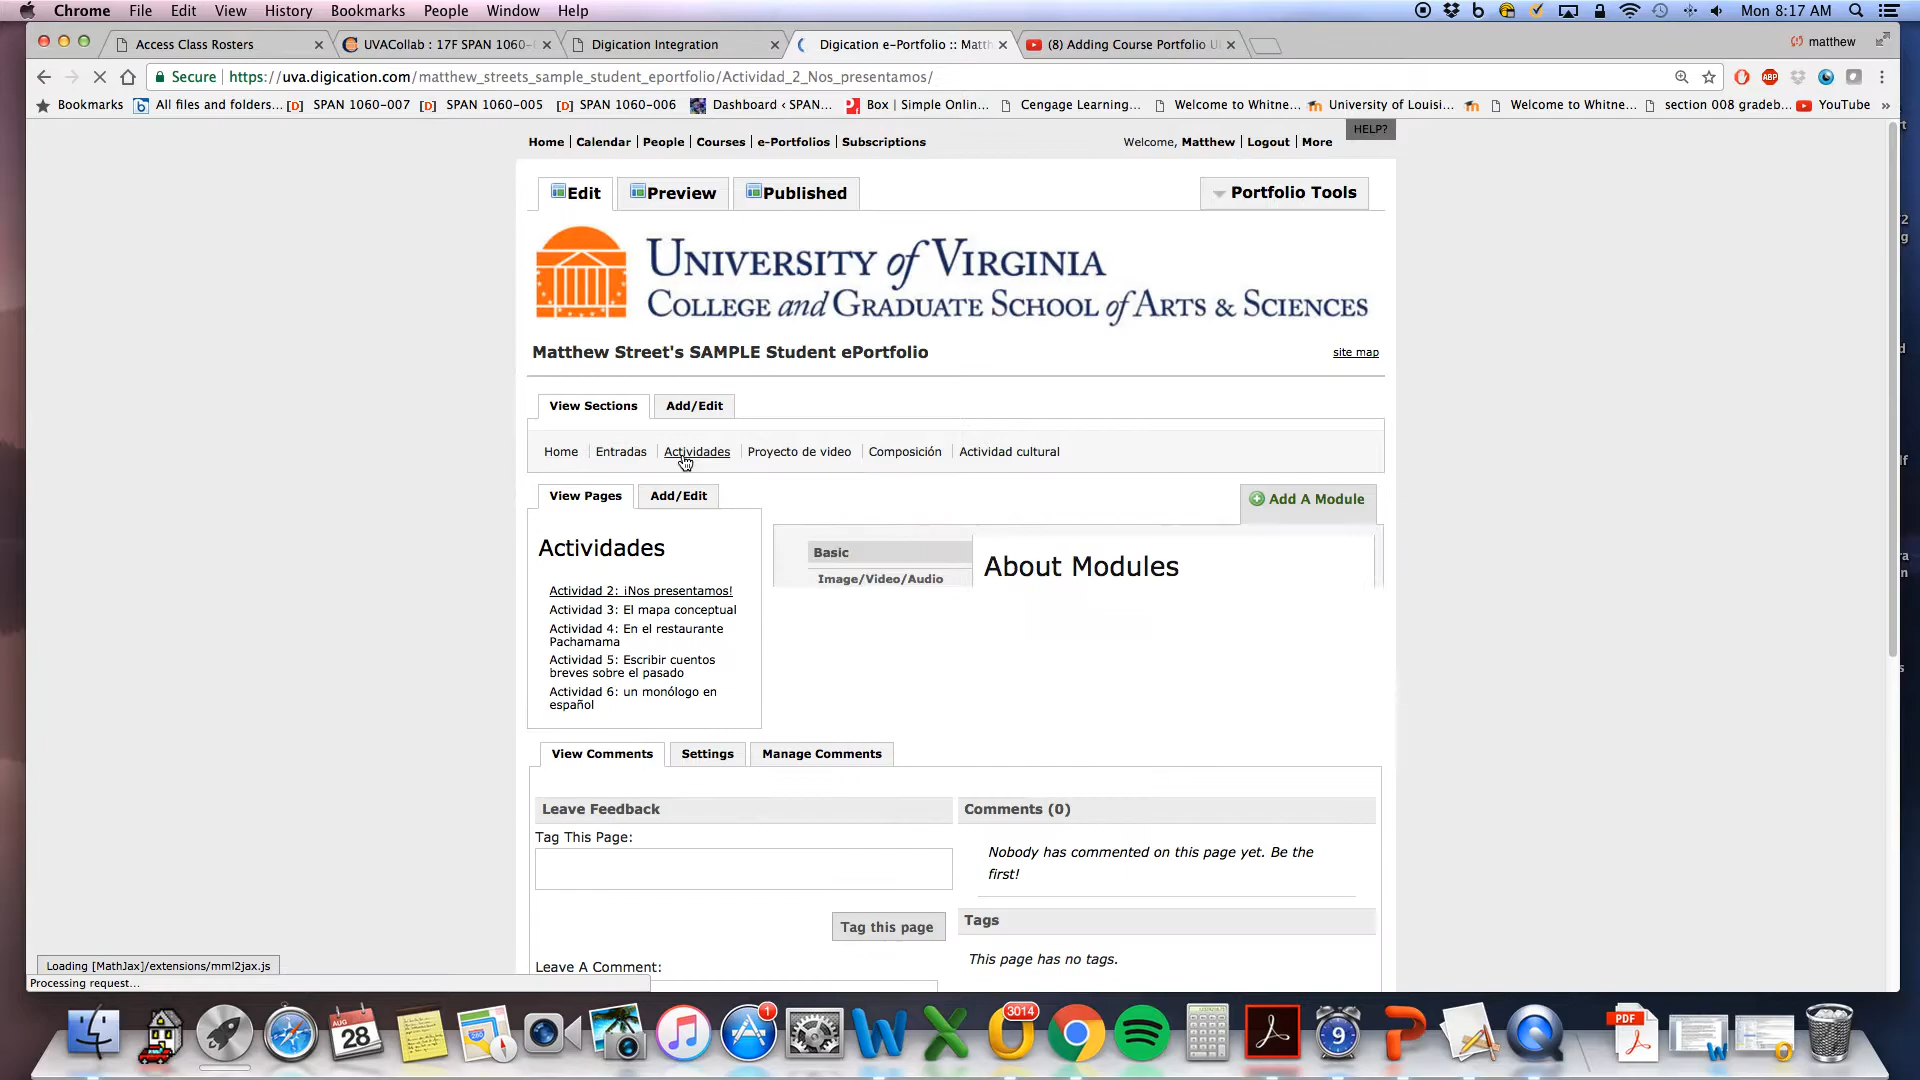 Chrome File Edit View History Bookmarks People Window Help
Mon 8:17 AM
Access Class Rosters
UVACollab : 17F SPAN 1060-
Digication Integration
Digication e-Portfolio :: Matth
(8) Adding Course Portfolio U
matthew
Secure | https://uva.digication.com/matthew_streets_sample_student_eportfolio/Actividad_2_Nos_presentamos/
ABP
Bookmarks
All files and folders...
[D] SPAN 1060-007
[D] SPAN 1060-005
[D] SPAN 1060-006
Dashboard ‹ SPAN...
Box | Simple Onlin...
Cengage Learning...
Welcome to Whitne...
University of Louisi...
Welcome to Whitne...
section 008 gradeb...
YouTube
HELP?
Home | Calendar | People | Courses | e-Portfolios | Subscriptions
Welcome, Matthew | Logout | More
Edit
Preview
Published
Portfolio Tools
UNIVERSITY of VIRGINIA
COLLEGE and GRADUATE SCHOOL of ARTS & SCIENCES
Matthew Street's SAMPLE Student ePortfolio
site map
View Sections
Add/Edit
Home | Entradas | Actividades | Proyecto de video | Composición | Actividad cultural
View Pages
Add/Edit
Add A Module
Actividades
Actividad 2: ¡Nos presentamos!
Actividad 3: El mapa conceptual
Actividad 4: En el restaurante
Pachamama
Actividad 5: Escribir cuentos
breves sobre el pasado
Actividad 6: un monólogo en
español
Basic
Image/Video/Audio
About Modules
View Comments
Settings
Manage Comments
Leave Feedback
Tag This Page:
Tag this page
Leave A Comment:
Comments (0)
Nobody has commented on this page yet. Be the
first!
Tags
This page has no tags.
Loading [MathJax]/extensions/mml2jax.js
Processing request...
AUG
28
1
3014
9
PDF